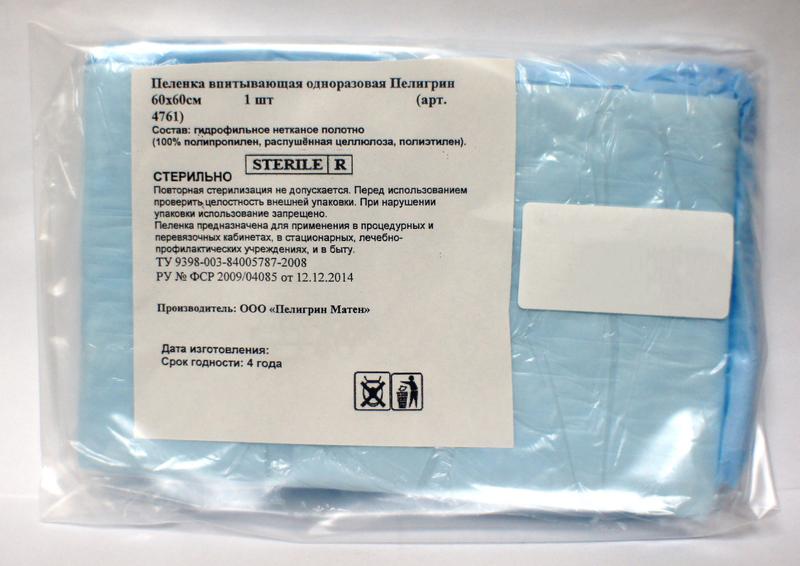 Пеленка впитывающая одноразовая Пелигрин
60х60см 1 шт (арт.
4761)
Состав: гидрофильное нетканое полотно
(100% полипропилен, распушённая целлюлоза, полиэтилен).
STERILE R
СТЕРИЛЬНО
Повторная стерилизация не допускается. Перед использованием
проверить целостность внешней упаковки. При нарушении
упаковки использование запрещено.
Пеленка предназначена для применения в процедурных и
перевязочных кабинетах, в стационарных, лечебно-
профилактических учреждениях, и в быту.
ТУ 9398-003-84005787-2008
РУ № ФСР 2009/04085 от 12.12.2014
Производитель: ООО «Пелигрин Матен»
Дата изготовления:
Срок годности: 4 года